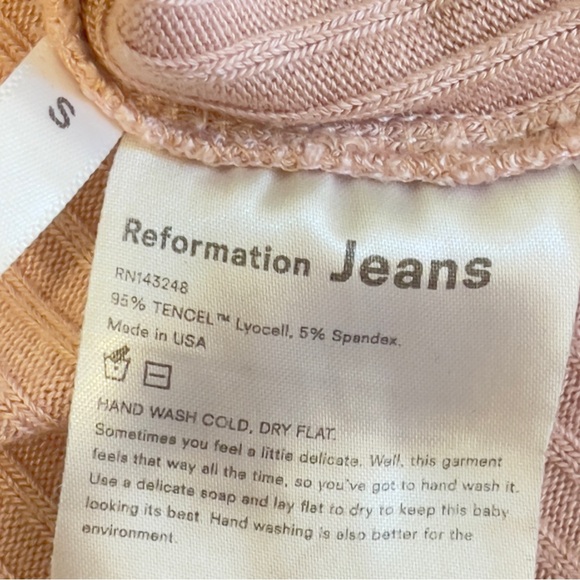 S
Reformation Jeans
RN143248
95% TENCEL™ Lyocell, 5% Spandex.
Made in USA
HAND WASH COLD, DRY FLAT.
Sometimes you feel a little delicate. Well, this garment
feels that way all the time, so you've got to hand wash it.
Use a delicate soap and lay flat to dry to keep this baby
looking its best. Hand washing is also better for the
environment.